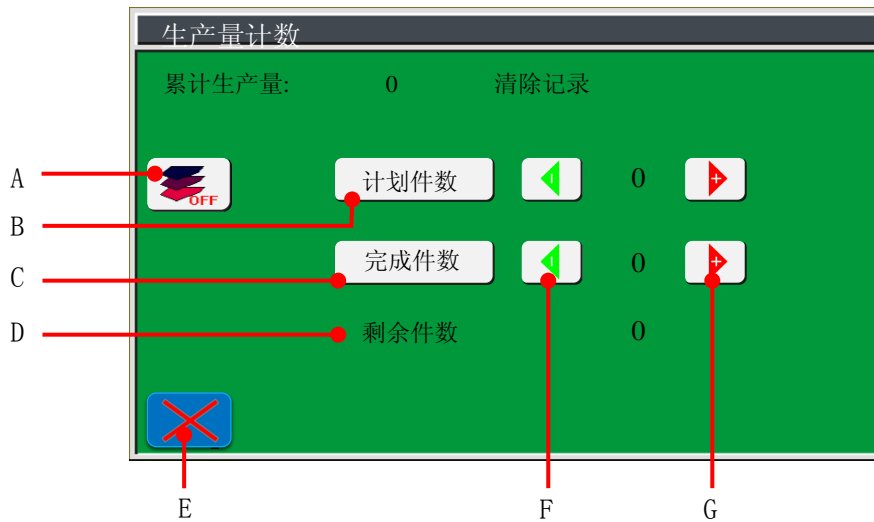 生产量计数
累计生产量: 0 清除记录
A
OFF
计划件数 - 0 +
B
完成件数 - 0 +
C
D
剩余件数 0
E F G